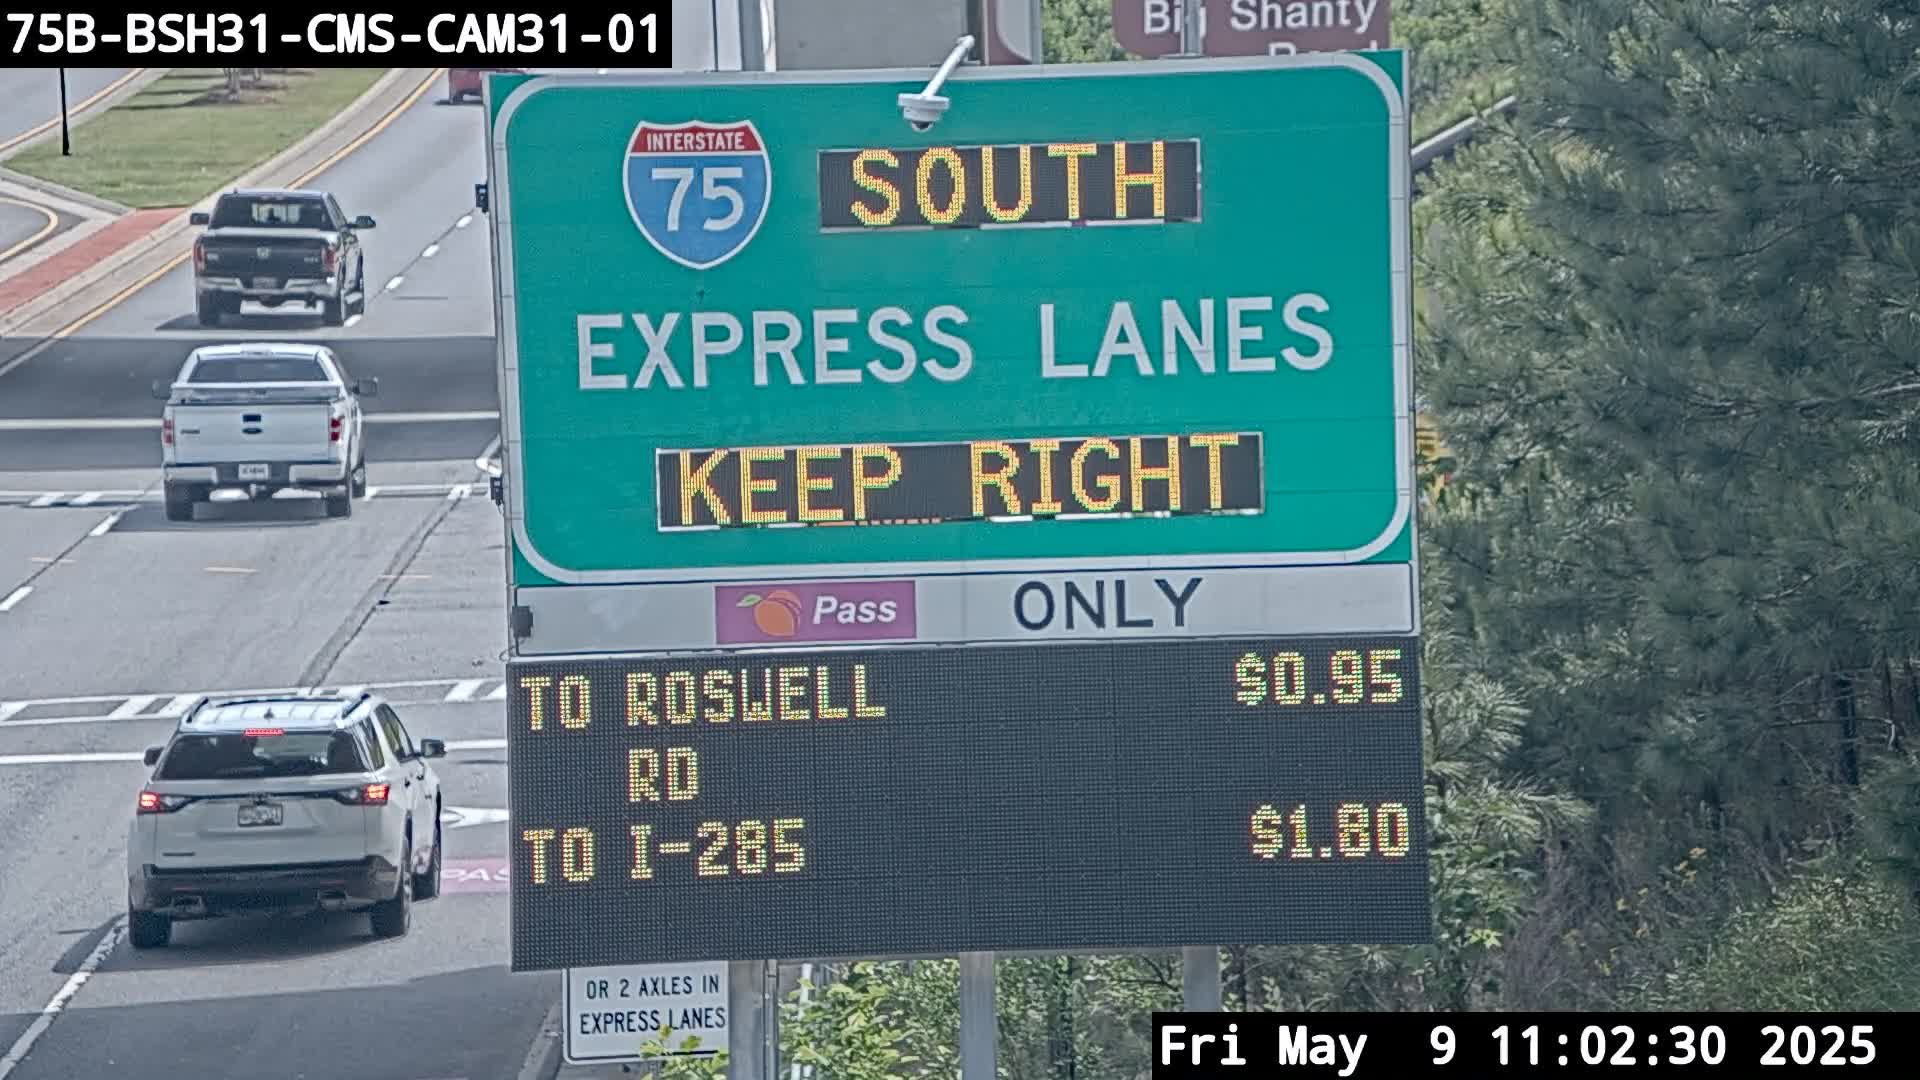 75B-BSH31-CMS-CAM31-01
Big Shanty
Road
INTERSTATE
75
SOUTH
EXPRESS LANES
KEEP RIGHT
Pass ONLY
TO ROSWELL $0.95
RD
TO I-285 $1.80
PAS
OR 2 AXLES IN
EXPRESS LANES
Fri May 9 11:02:30 2025